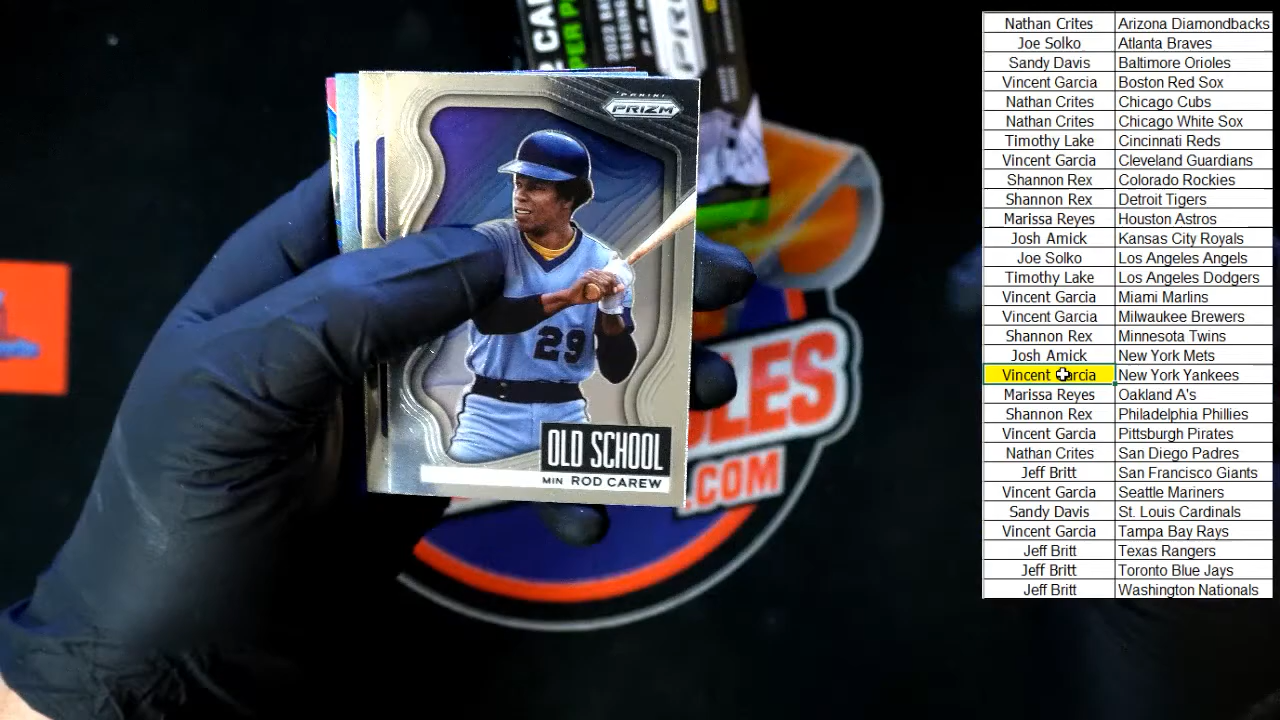 CAR
PER P
2022 BA
TRADING
PANINI
PRIZM
29
OLD SCHOOL
MIN ROD CAREW
LES
.COM
Nathan Crites Arizona Diamondbacks
Joe Solko Atlanta Braves
Sandy Davis Baltimore Orioles
Vincent Garcia Boston Red Sox
Nathan Crites Chicago Cubs
Nathan Crites Chicago White Sox
Timothy Lake Cincinnati Reds
Vincent Garcia Cleveland Guardians
Shannon Rex Colorado Rockies
Shannon Rex Detroit Tigers
Marissa Reyes Houston Astros
Josh Amick Kansas City Royals
Joe Solko Los Angeles Angels
Timothy Lake Los Angeles Dodgers
Vincent Garcia Miami Marlins
Vincent Garcia Milwaukee Brewers
Shannon Rex Minnesota Twins
Josh Amick New York Mets
Vincent Garcia New York Yankees
Marissa Reyes Oakland A's
Shannon Rex Philadelphia Phillies
Vincent Garcia Pittsburgh Pirates
Nathan Crites San Diego Padres
Jeff Britt San Francisco Giants
Vincent Garcia Seattle Mariners
Sandy Davis St. Louis Cardinals
Vincent Garcia Tampa Bay Rays
Jeff Britt Texas Rangers
Jeff Britt Toronto Blue Jays
Jeff Britt Washington Nationals